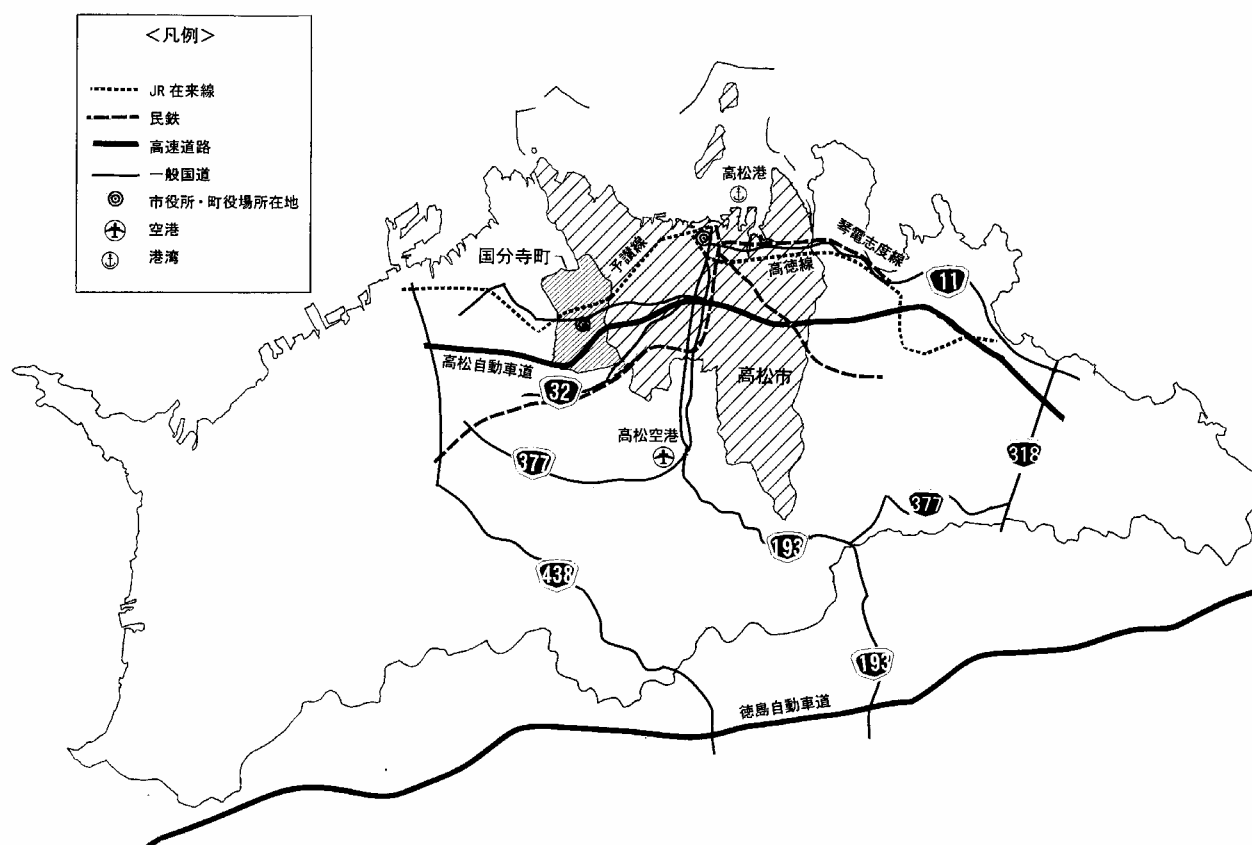 ＜凡例＞
JR 在来線
民鉄
高速道路
一般国道
市役所・町役場所在地
空港
港湾
高松港
国分寺町
予讃線
琴電志度線
高徳線
11
高松自動車道
32
高松市
高松空港
377
318
377
193
438
193
徳島自動車道